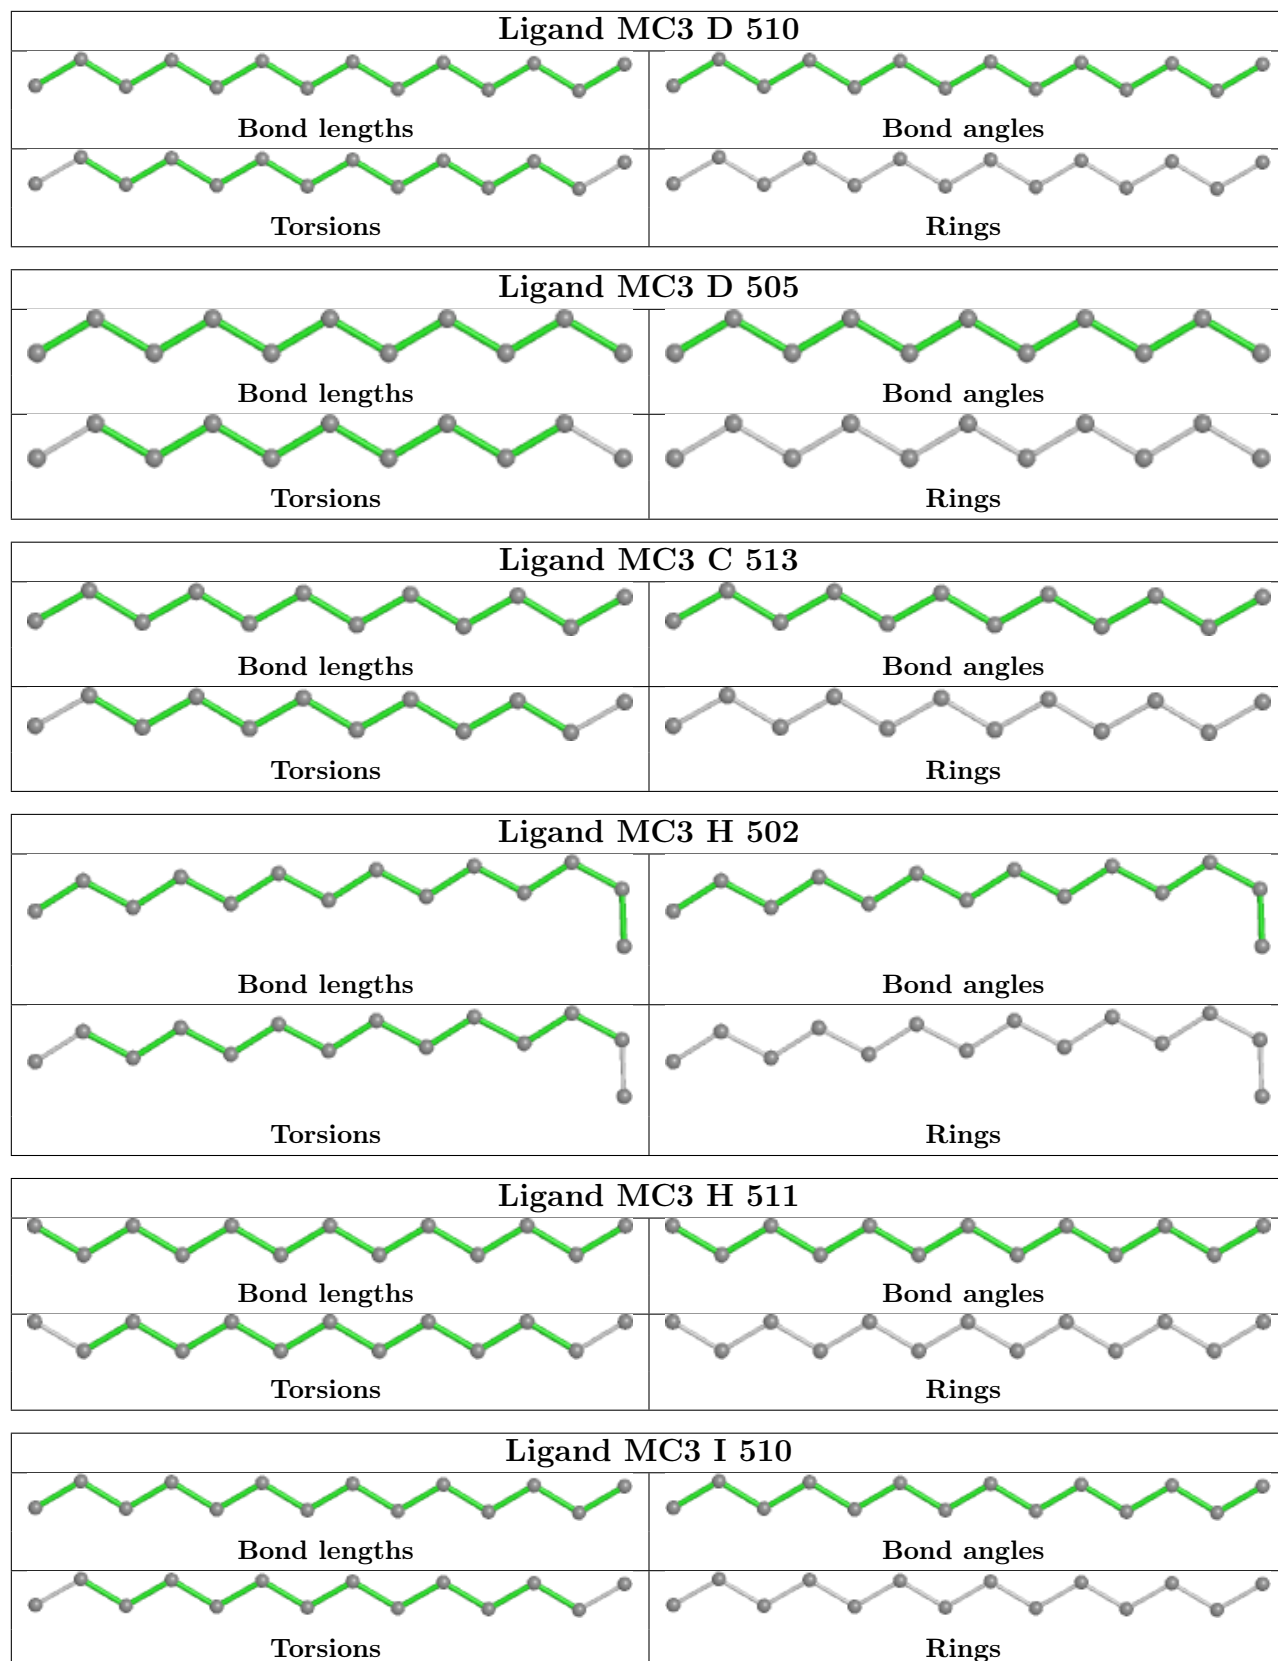 Ligand MC3 D 510
Bond lengths Bond angles
Torsions Rings
Ligand MC3 D 505
Bond lengths Bond angles
Torsions Rings
Ligand MC3 C 513
Bond lengths Bond angles
Torsions Rings
Ligand MC3 H 502
Bond lengths Bond angles
Torsions Rings
Ligand MC3 H 511
Bond lengths Bond angles
Torsions Rings
Ligand MC3 I 510
Bond lengths Bond angles
Torsions Rings